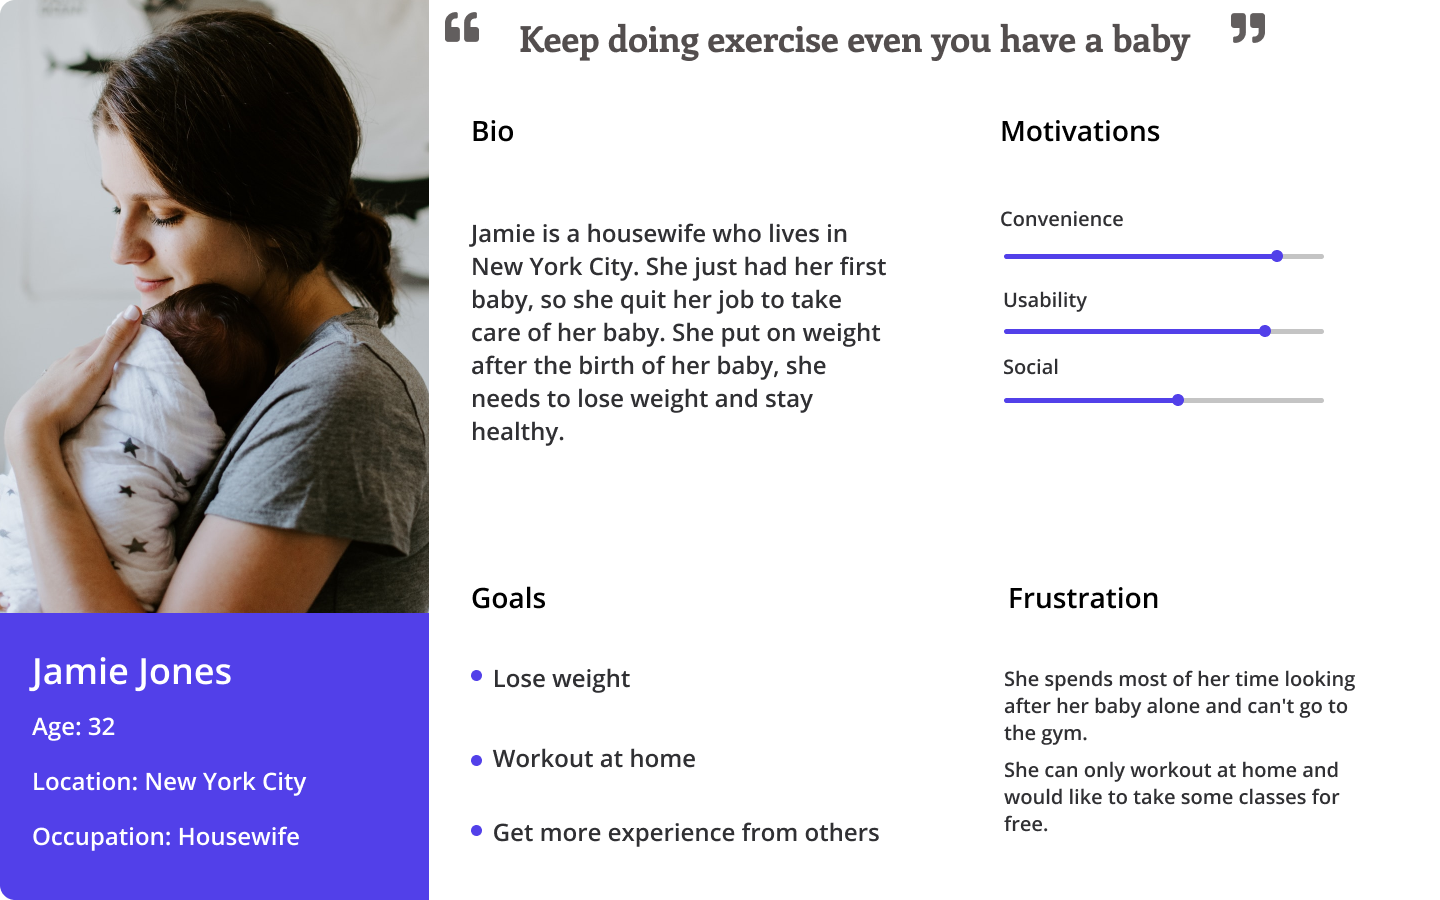 “ Keep doing exercise even you have a baby ”
Bio
Jamie is a housewife who lives in
New York City. She just had her first
baby, so she quit her job to take
care of her baby. She put on weight
after the birth of her baby, she
needs to lose weight and stay
healthy.
Motivations
Convenience
Usability
Social
Jamie Jones
Age: 32
Location: New York City
Occupation: Housewife
Goals
Lose weight
Workout at home
Get more experience from others
Frustration
She spends most of her time looking
after her baby alone and can't go to
the gym.
She can only workout at home and
would like to take some classes for
free.